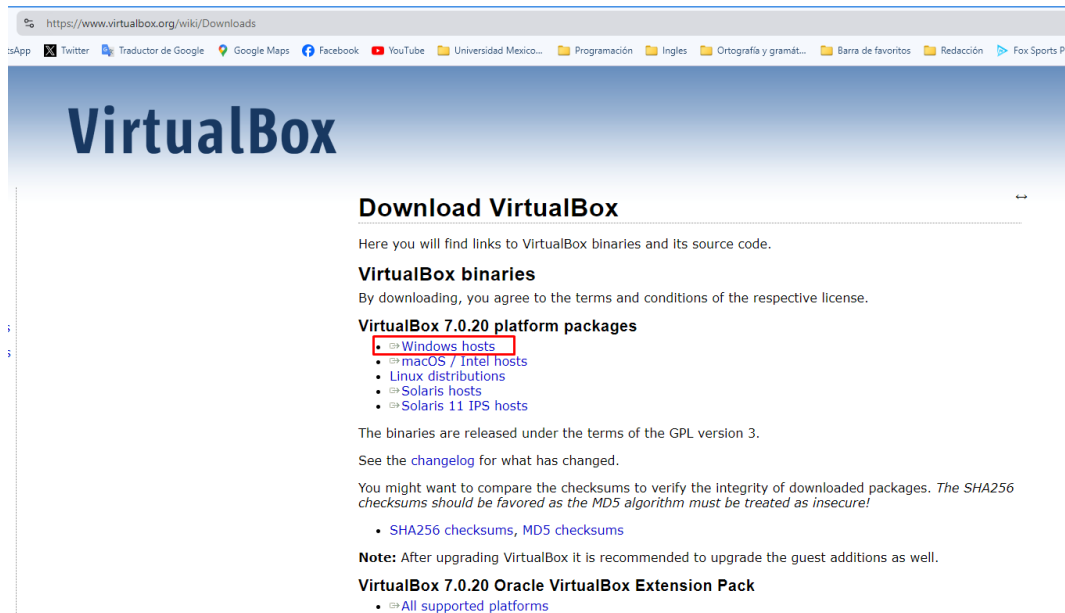 https://www.virtualbox.org/wiki/Downloads
tsApp Twitter Traductor de Google Google Maps Facebook YouTube Universidad Mexico... Programación Ingles Ortografía y gramát... Barra de favoritos Redacción Fox Sports P
VirtualBox
Download VirtualBox
Here you will find links to VirtualBox binaries and its source code.
VirtualBox binaries
By downloading, you agree to the terms and conditions of the respective license.
VirtualBox 7.0.20 platform packages
Windows hosts
macOS / Intel hosts
Linux distributions
Solaris hosts
Solaris 11 IPS hosts
The binaries are released under the terms of the GPL version 3.
See the changelog for what has changed.
You might want to compare the checksums to verify the integrity of downloaded packages. The SHA256
checksums should be favored as the MD5 algorithm must be treated as insecure!
SHA256 checksums, MD5 checksums
Note: After upgrading VirtualBox it is recommended to upgrade the guest additions as well.
VirtualBox 7.0.20 Oracle VirtualBox Extension Pack
All supported platforms